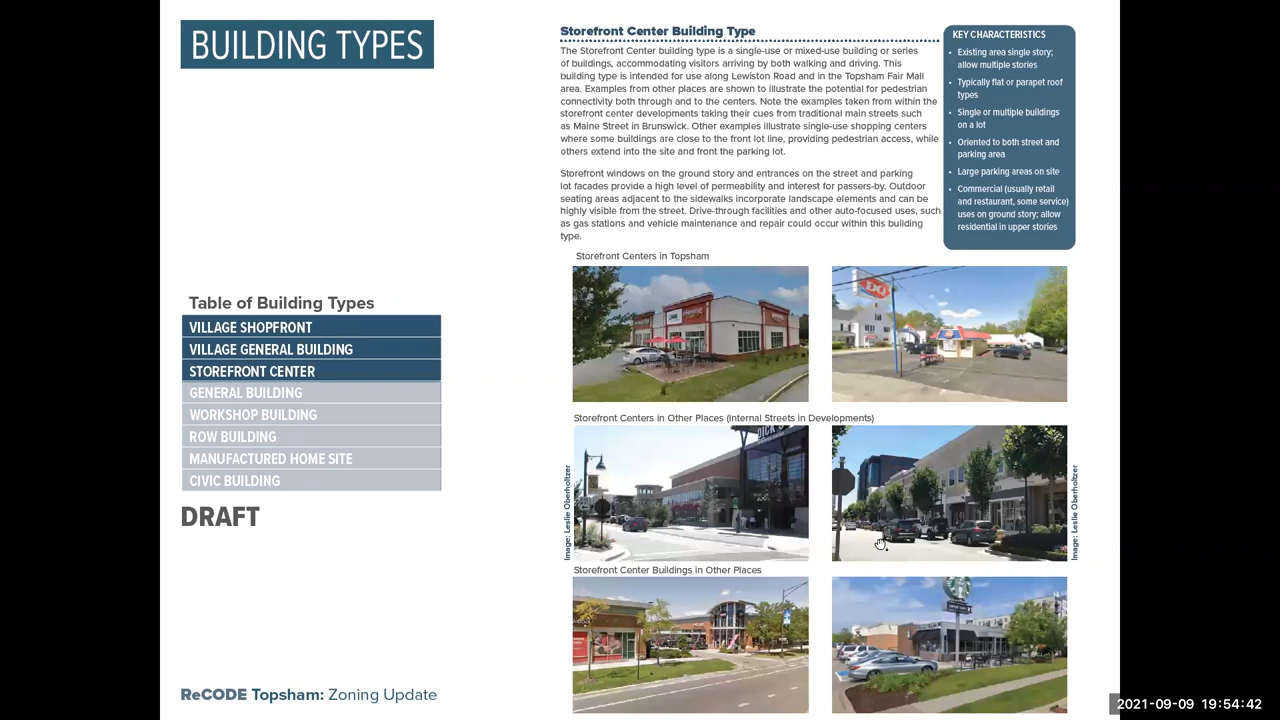 BUILDING TYPES
Storefront Center Building Type
The Storefront Center building type is a single-use or mixed-use building or series
of buildings, accommodating visitors arriving by both walking and driving. This
building type is intended for use along Lewiston Road and in the Topsham Fair Mall
area. Examples from other places are shown to illustrate the potential for pedestrian
connectivity both through and to the centers. Note the examples taken from within the
storefront center developments taking their cues from traditional main streets such
as Maine Street in Brunswick. Other examples illustrate single-use shopping centers
where some buildings are close to the front lot line, providing pedestrian access, while
others extend into the site and front the parking lot.
Storefront windows on the ground story and entrances on the street and parking
lot facades provide a high level of permeability and interest for passers-by. Outdoor
seating areas adjacent to the sidewalks incorporate landscape elements and can be
highly visible from the street. Drive-through facilities and other auto-focused uses, such
as gas stations and vehicle maintenance and repair could occur within this building
type.
KEY CHARACTERISTICS
• Existing area single story;
allow multiple stories
• Typically flat or parapet roof
types
• Single or multiple buildings
on a lot
• Oriented to both street and
parking area
• Large parking areas on site
• Commercial (usually retail
and restaurant, some service)
uses on ground story; allow
residential in upper stories
Storefront Centers in Topsham
DQ
Table of Building Types
VILLAGE SHOPFRONT
VILLAGE GENERAL BUILDING
STOREFRONT CENTER
GENERAL BUILDING
WORKSHOP BUILDING
ROW BUILDING
MANUFACTURED HOME SITE
CIVIC BUILDING
DRAFT
Storefront Centers in Other Places (Internal Streets in Developments)
DICK'S
Image: Leslie Oberholtzer
Image: Leslie Oberholtzer
Storefront Center Buildings in Other Places
ReCODE Topsham: Zoning Update
2021-09-09 19:54:42